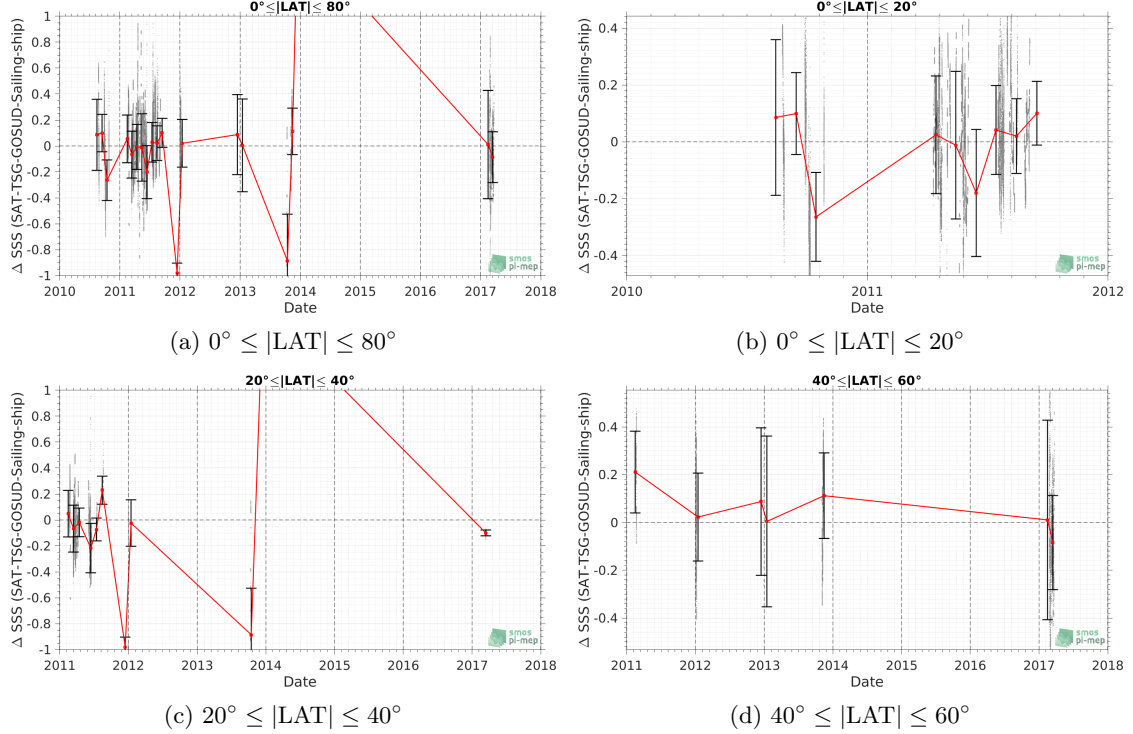 0°≤|LAT|≤ 80°
Δ SSS (SAT-TSG-GOSUD-Sailing-ship)
1
0.8
0.6
0.4
0.2
0
-0.2
-0.4
-0.6
-0.8
-1
2010 2011 2012 2013 2014 2015 2016 2017 2018
Date
smos
pi-mep
(a) 0° ≤ |LAT| ≤ 80°
0°≤|LAT|≤ 20°
Δ SSS (SAT-TSG-GOSUD-Sailing-ship)
0.4
0.2
0
-0.2
-0.4
2010 2011 2012
Date
smos
pi-mep
(b) 0° ≤ |LAT| ≤ 20°
20°≤|LAT|≤ 40°
Δ SSS (SAT-TSG-GOSUD-Sailing-ship)
1
0.8
0.6
0.4
0.2
0
-0.2
-0.4
-0.6
-0.8
-1
2011 2012 2013 2014 2015 2016 2017 2018
Date
smos
pi-mep
(c) 20° ≤ |LAT| ≤ 40°
40°≤|LAT|≤ 60°
Δ SSS (SAT-TSG-GOSUD-Sailing-ship)
0.4
0.2
0
-0.2
-0.4
2011 2012 2013 2014 2015 2016 2017 2018
Date
smos
pi-mep
(d) 40° ≤ |LAT| ≤ 60°